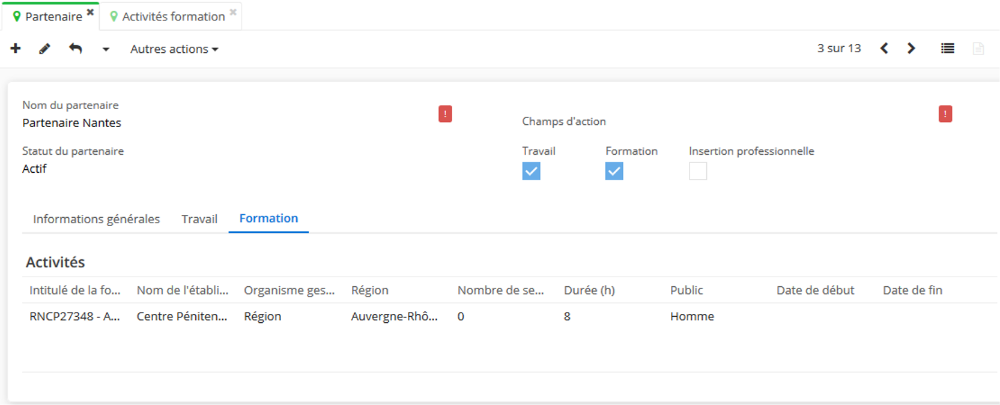 Partenaire
Activités formation
Autres actions
3 sur 13
Nom du partenaire
Partenaire Nantes
!
Champs d'action
!
Statut du partenaire
Actif
Travail
Formation
Insertion professionnelle
Informations générales
Travail
Formation
Activités
Intitulé de la fo... Nom de l'établi... Organisme ges... Région Nombre de se... Durée (h) Public Date de début Date de fin
RNCP27348 - A... Centre Péniten... Région Auvergne-Rhô... 0 8 Homme